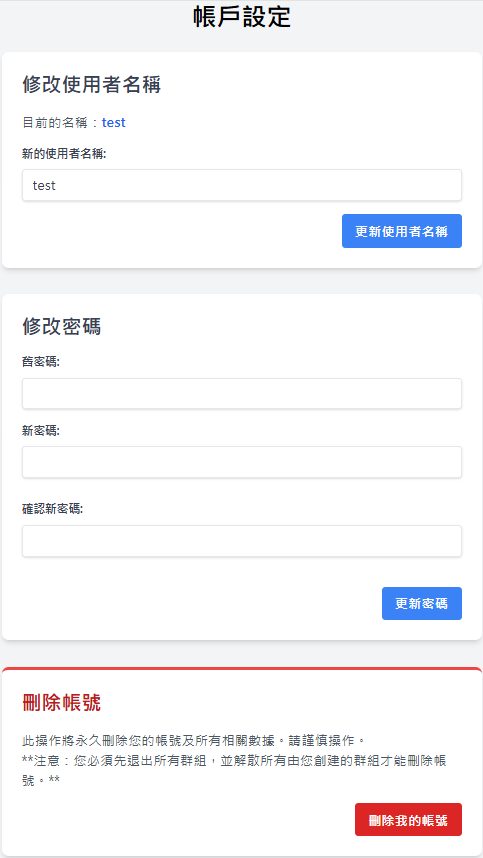 帳戶設定
修改使用者名稱
目前的名稱：test
新的使用者名稱:
test
更新使用者名稱
修改密碼
舊密碼:
新密碼:
確認新密碼:
更新密碼
刪除帳號
此操作將永久刪除您的帳號及所有相關數據。請謹慎操作。
**注意：您必須先退出所有群組，並解散所有由您創建的群組才能刪除帳
號。**
刪除我的帳號